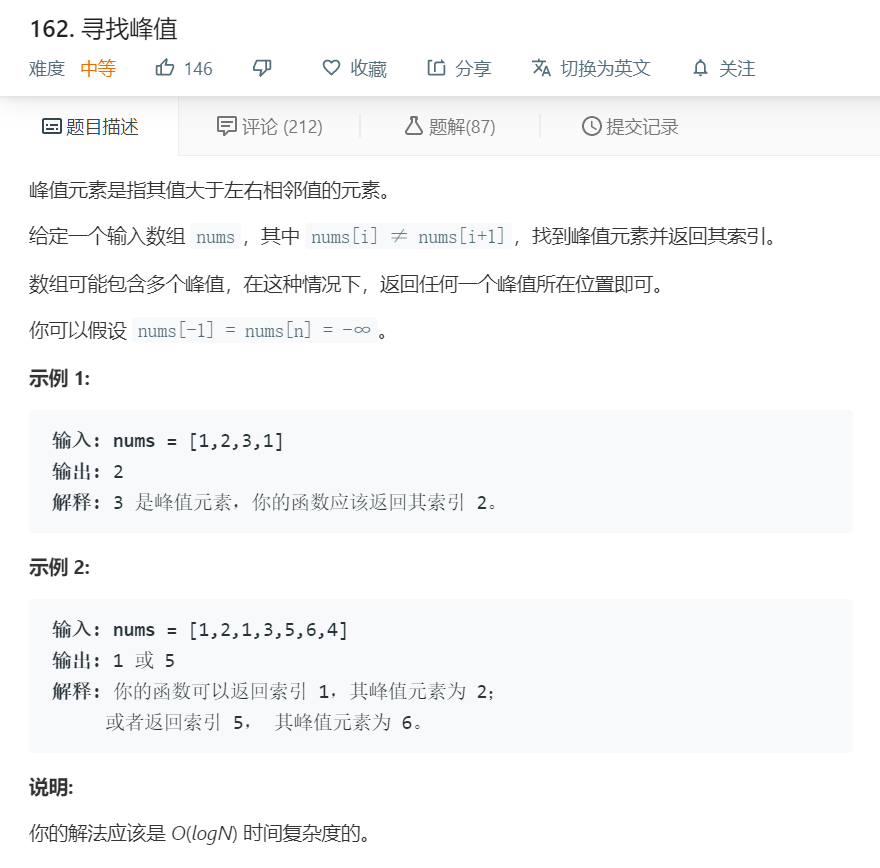 162. 寻找峰值
难度 中等 146 收藏 分享 切换为英文 关注
题目描述 评论 (212) 题解(87) 提交记录
峰值元素是指其值大于左右相邻值的元素。
给定一个输入数组 nums，其中 nums[i] ≠ nums[i+1]，找到峰值元素并返回其索引。
数组可能包含多个峰值，在这种情况下，返回任何一个峰值所在位置即可。
你可以假设 nums[-1] = nums[n] = -∞。
示例 1:
输入: nums = [1,2,3,1]
输出: 2
解释: 3 是峰值元素，你的函数应该返回其索引 2。
示例 2:
输入: nums = [1,2,1,3,5,6,4]
输出: 1 或 5
解释: 你的函数可以返回索引 1，其峰值元素为 2；
或者返回索引 5， 其峰值元素为 6。
说明:
你的解法应该是 O(logN) 时间复杂度的。